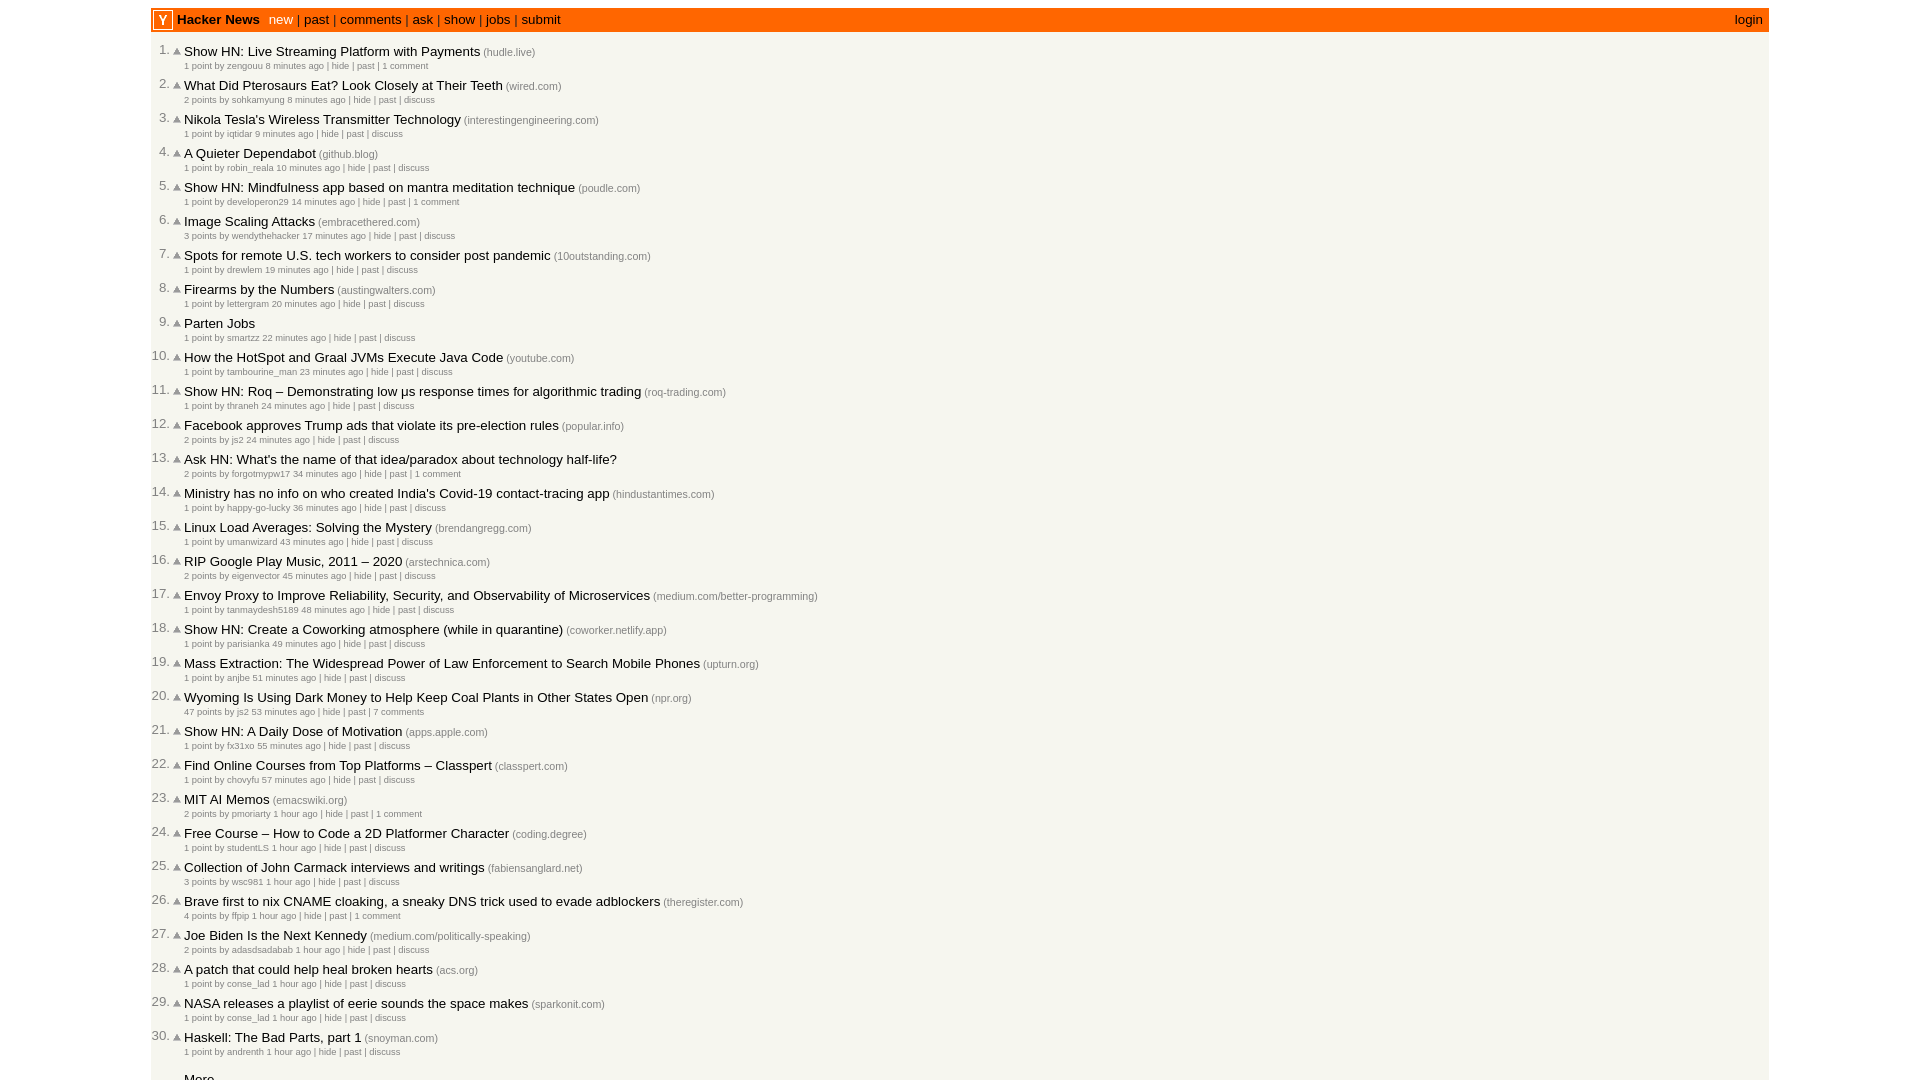 Y Hacker News new | past | comments | ask | show | jobs | submit login
1. Show HN: Live Streaming Platform with Payments (hudle.live)
1 point by zengouu 8 minutes ago | hide | past | 1 comment
2. What Did Pterosaurs Eat? Look Closely at Their Teeth (wired.com)
2 points by sohkamyung 8 minutes ago | hide | past | discuss
3. Nikola Tesla's Wireless Transmitter Technology (interestingengineering.com)
1 point by iqtidar 9 minutes ago | hide | past | discuss
4. A Quieter Dependabot (github.blog)
1 point by robin_reala 10 minutes ago | hide | past | discuss
5. Show HN: Mindfulness app based on mantra meditation technique (poudle.com)
1 point by developeron29 14 minutes ago | hide | past | 1 comment
6. Image Scaling Attacks (embracethered.com)
3 points by wendythehacker 17 minutes ago | hide | past | discuss
7. Spots for remote U.S. tech workers to consider post pandemic (10outstanding.com)
1 point by drewlem 19 minutes ago | hide | past | discuss
8. Firearms by the Numbers (austingwalters.com)
1 point by lettergram 20 minutes ago | hide | past | discuss
9. Parten Jobs
1 point by smartzz 22 minutes ago | hide | past | discuss
10. How the HotSpot and Graal JVMs Execute Java Code (youtube.com)
1 point by tambourine_man 23 minutes ago | hide | past | discuss
11. Show HN: Roq – Demonstrating low μs response times for algorithmic trading (roq-trading.com)
1 point by thraneh 24 minutes ago | hide | past | discuss
12. Facebook approves Trump ads that violate its pre-election rules (popular.info)
2 points by js2 24 minutes ago | hide | past | discuss
13. Ask HN: What's the name of that idea/paradox about technology half-life?
2 points by forgotmypw17 34 minutes ago | hide | past | 1 comment
14. Ministry has no info on who created India's Covid-19 contact-tracing app (hindustantimes.com)
1 point by happy-go-lucky 36 minutes ago | hide | past | discuss
15. Linux Load Averages: Solving the Mystery (brendangregg.com)
1 point by umanwizard 43 minutes ago | hide | past | discuss
16. RIP Google Play Music, 2011 – 2020 (arstechnica.com)
2 points by eigenvector 45 minutes ago | hide | past | discuss
17. Envoy Proxy to Improve Reliability, Security, and Observability of Microservices (medium.com/better-programming)
1 point by tanmaydesh5189 48 minutes ago | hide | past | discuss
18. Show HN: Create a Coworking atmosphere (while in quarantine) (coworker.netlify.app)
1 point by parisianka 49 minutes ago | hide | past | discuss
19. Mass Extraction: The Widespread Power of Law Enforcement to Search Mobile Phones (upturn.org)
1 point by anjbe 51 minutes ago | hide | past | discuss
20. Wyoming Is Using Dark Money to Help Keep Coal Plants in Other States Open (npr.org)
47 points by js2 53 minutes ago | hide | past | 7 comments
21. Show HN: A Daily Dose of Motivation (apps.apple.com)
1 point by fx31xo 55 minutes ago | hide | past | discuss
22. Find Online Courses from Top Platforms – Classpert (classpert.com)
1 point by chovyfu 57 minutes ago | hide | past | discuss
23. MIT AI Memos (emacswiki.org)
2 points by pmoriarty 1 hour ago | hide | past | 1 comment
24. Free Course – How to Code a 2D Platformer Character (coding.degree)
1 point by studentLS 1 hour ago | hide | past | discuss
25. Collection of John Carmack interviews and writings (fabiensanglard.net)
3 points by wsc981 1 hour ago | hide | past | discuss
26. Brave first to nix CNAME cloaking, a sneaky DNS trick used to evade adblockers (theregister.com)
4 points by ffpip 1 hour ago | hide | past | 1 comment
27. Joe Biden Is the Next Kennedy (medium.com/politically-speaking)
2 points by adasdsadabab 1 hour ago | hide | past | discuss
28. A patch that could help heal broken hearts (acs.org)
1 point by conse_lad 1 hour ago | hide | past | discuss
29. NASA releases a playlist of eerie sounds the space makes (sparkonit.com)
1 point by conse_lad 1 hour ago | hide | past | discuss
30. Haskell: The Bad Parts, part 1 (snoyman.com)
1 point by andrenth 1 hour ago | hide | past | discuss
More